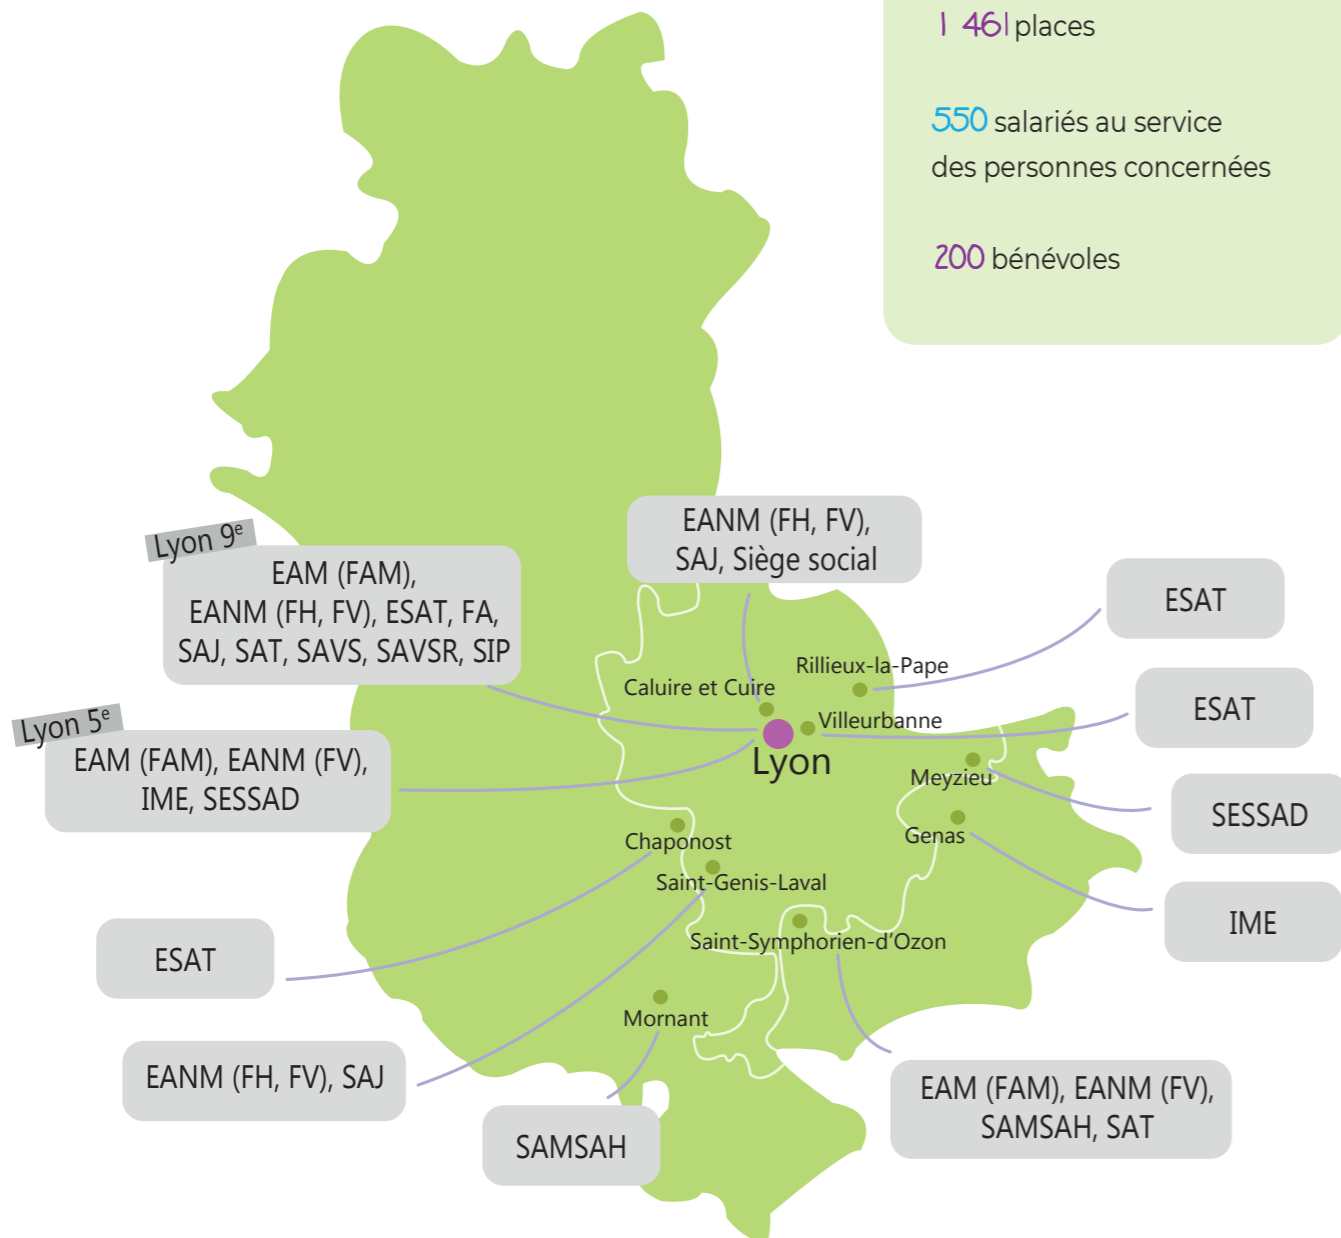 1 461 places
550 salariés au service
des personnes concernées
200 bénévoles
Lyon 9e
EAM (FAM),
EANM (FH, FV), ESAT, FA,
SAJ, SAT, SAVS, SAVSR, SIP
EANM (FH, FV),
SAJ, Siège social
ESAT
Rillieux-la-Pape
Caluire et Cuire
ESAT
Villeurbanne
Lyon
Lyon 5e
EAM (FAM), EANM (FV),
IME, SESSAD
Meyzieu
SESSAD
Genas
Chaponost
Saint-Genis-Laval
IME
Saint-Symphorien-d'Ozon
ESAT
Mornant
EANM (FH, FV), SAJ
SAMSAH
EAM (FAM), EANM (FV),
SAMSAH, SAT